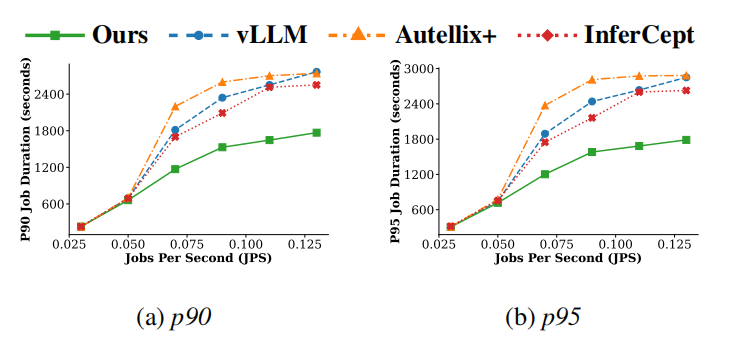 Ours vLLM Autellix+ InferCept
P90 Job Duration (seconds)
2400
1800
1200
600
0.025 0.050 0.075 0.100 0.125
Jobs Per Second (JPS)
(a) p90
P95 Job Duration (seconds)
3000
2400
1800
1200
600
0.025 0.050 0.075 0.100 0.125
Jobs Per Second (JPS)
(b) p95